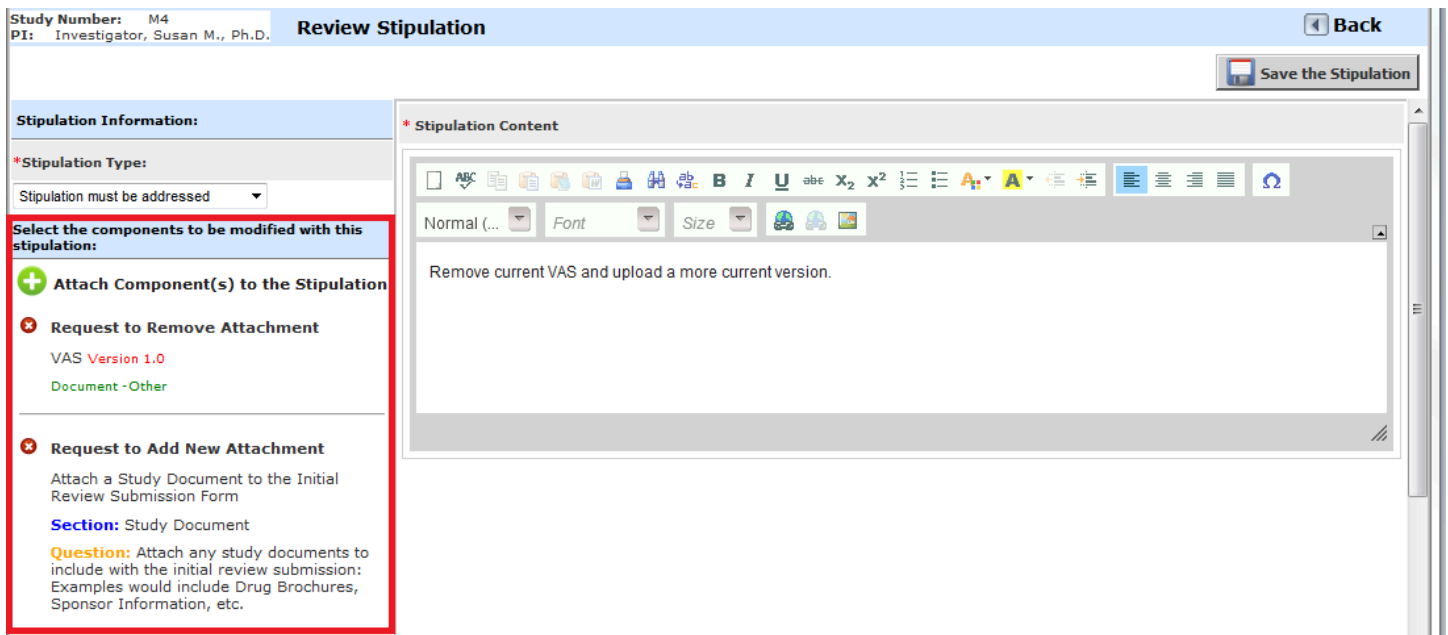 Study Number: M4
PI: Investigator, Susan M., Ph.D.
Review Stipulation
Back
Save the Stipulation
Stipulation Information:
*Stipulation Type:
Stipulation must be addressed
Select the components to be modified with this
stipulation:
Attach Component(s) to the Stipulation
Request to Remove Attachment
VAS Version 1.0
Document - Other
Request to Add New Attachment
Attach a Study Document to the Initial
Review Submission Form
Section: Study Document
Question: Attach any study documents to
include with the initial review submission:
Examples would include Drug Brochures,
Sponsor Information, etc.
* Stipulation Content
ABC B I U abc X₂ X² A A Ω
Normal (... Font Size
Remove current VAS and upload a more current version.